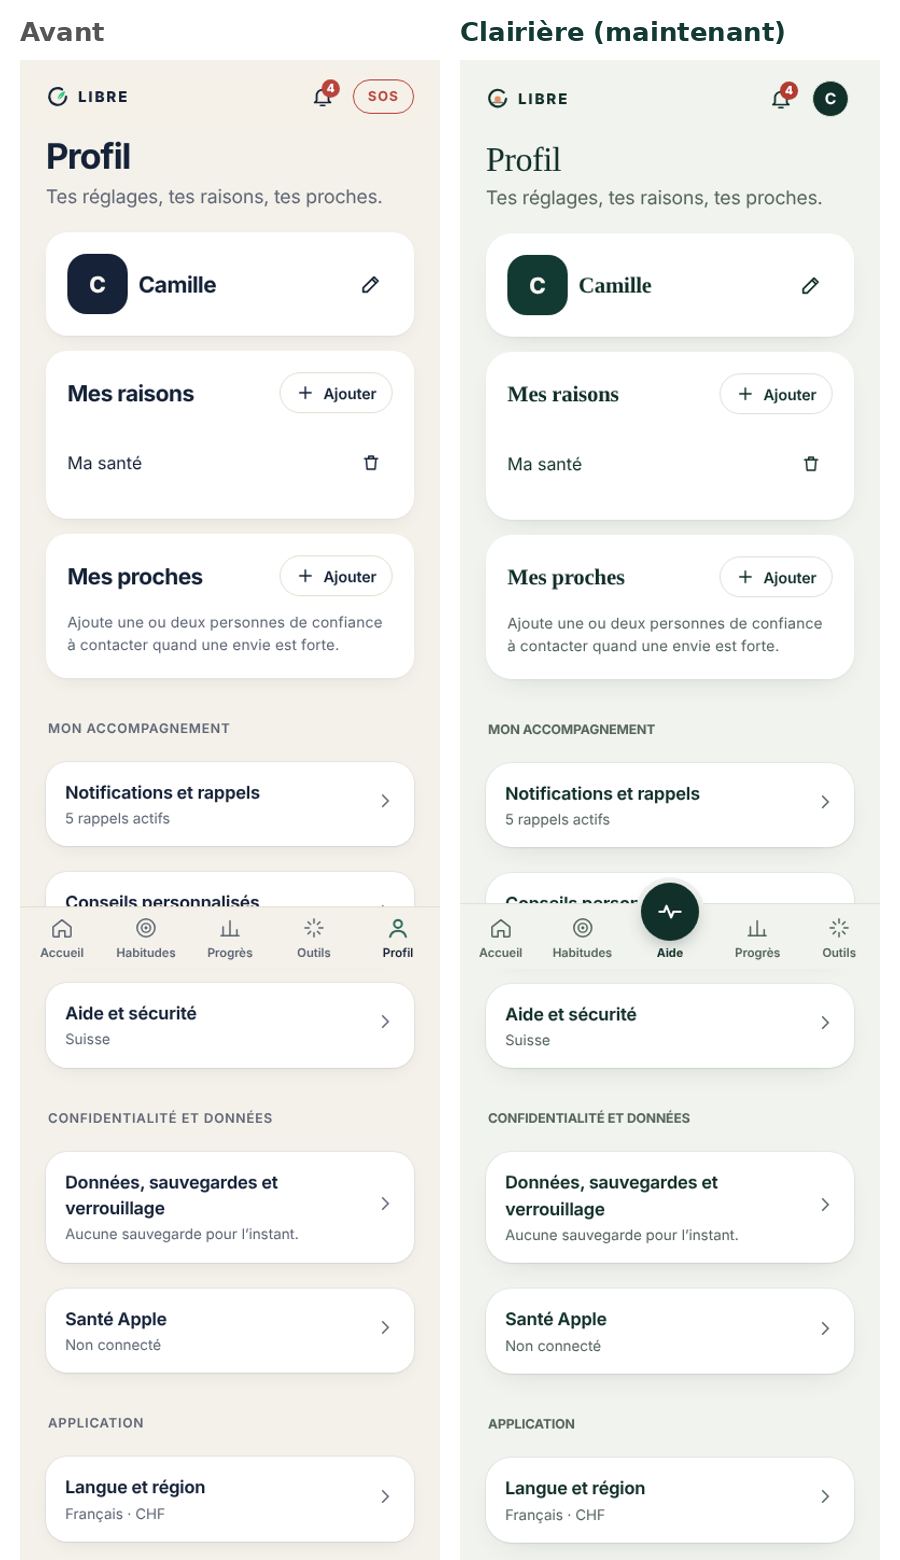 Avant
LIBRE
4
SOS
Profil
Tes réglages, tes raisons, tes proches.
C
Camille
Mes raisons
Ajouter
Ma santé
Mes proches
Ajouter
Ajoute une ou deux personnes de confiance
à contacter quand une envie est forte.
MON ACCOMPAGNEMENT
Notifications et rappels
5 rappels actifs
Conseils personnalisés
Accueil
Habitudes
Progrès
Outils
Profil
Aide et sécurité
Suisse
CONFIDENTIALITÉ ET DONNÉES
Données, sauvegardes et
verrouillage
Aucune sauvegarde pour l’instant.
Santé Apple
Non connecté
APPLICATION
Langue et région
Français · CHF
Clairière (maintenant)
LIBRE
4
C
Profil
Tes réglages, tes raisons, tes proches.
C
Camille
Mes raisons
Ajouter
Ma santé
Mes proches
Ajouter
Ajoute une ou deux personnes de confiance
à contacter quand une envie est forte.
MON ACCOMPAGNEMENT
Notifications et rappels
5 rappels actifs
Conseils person
Accueil
Habitudes
Aide
Progrès
Outils
Aide et sécurité
Suisse
CONFIDENTIALITÉ ET DONNÉES
Données, sauvegardes et
verrouillage
Aucune sauvegarde pour l’instant.
Santé Apple
Non connecté
APPLICATION
Langue et région
Français · CHF